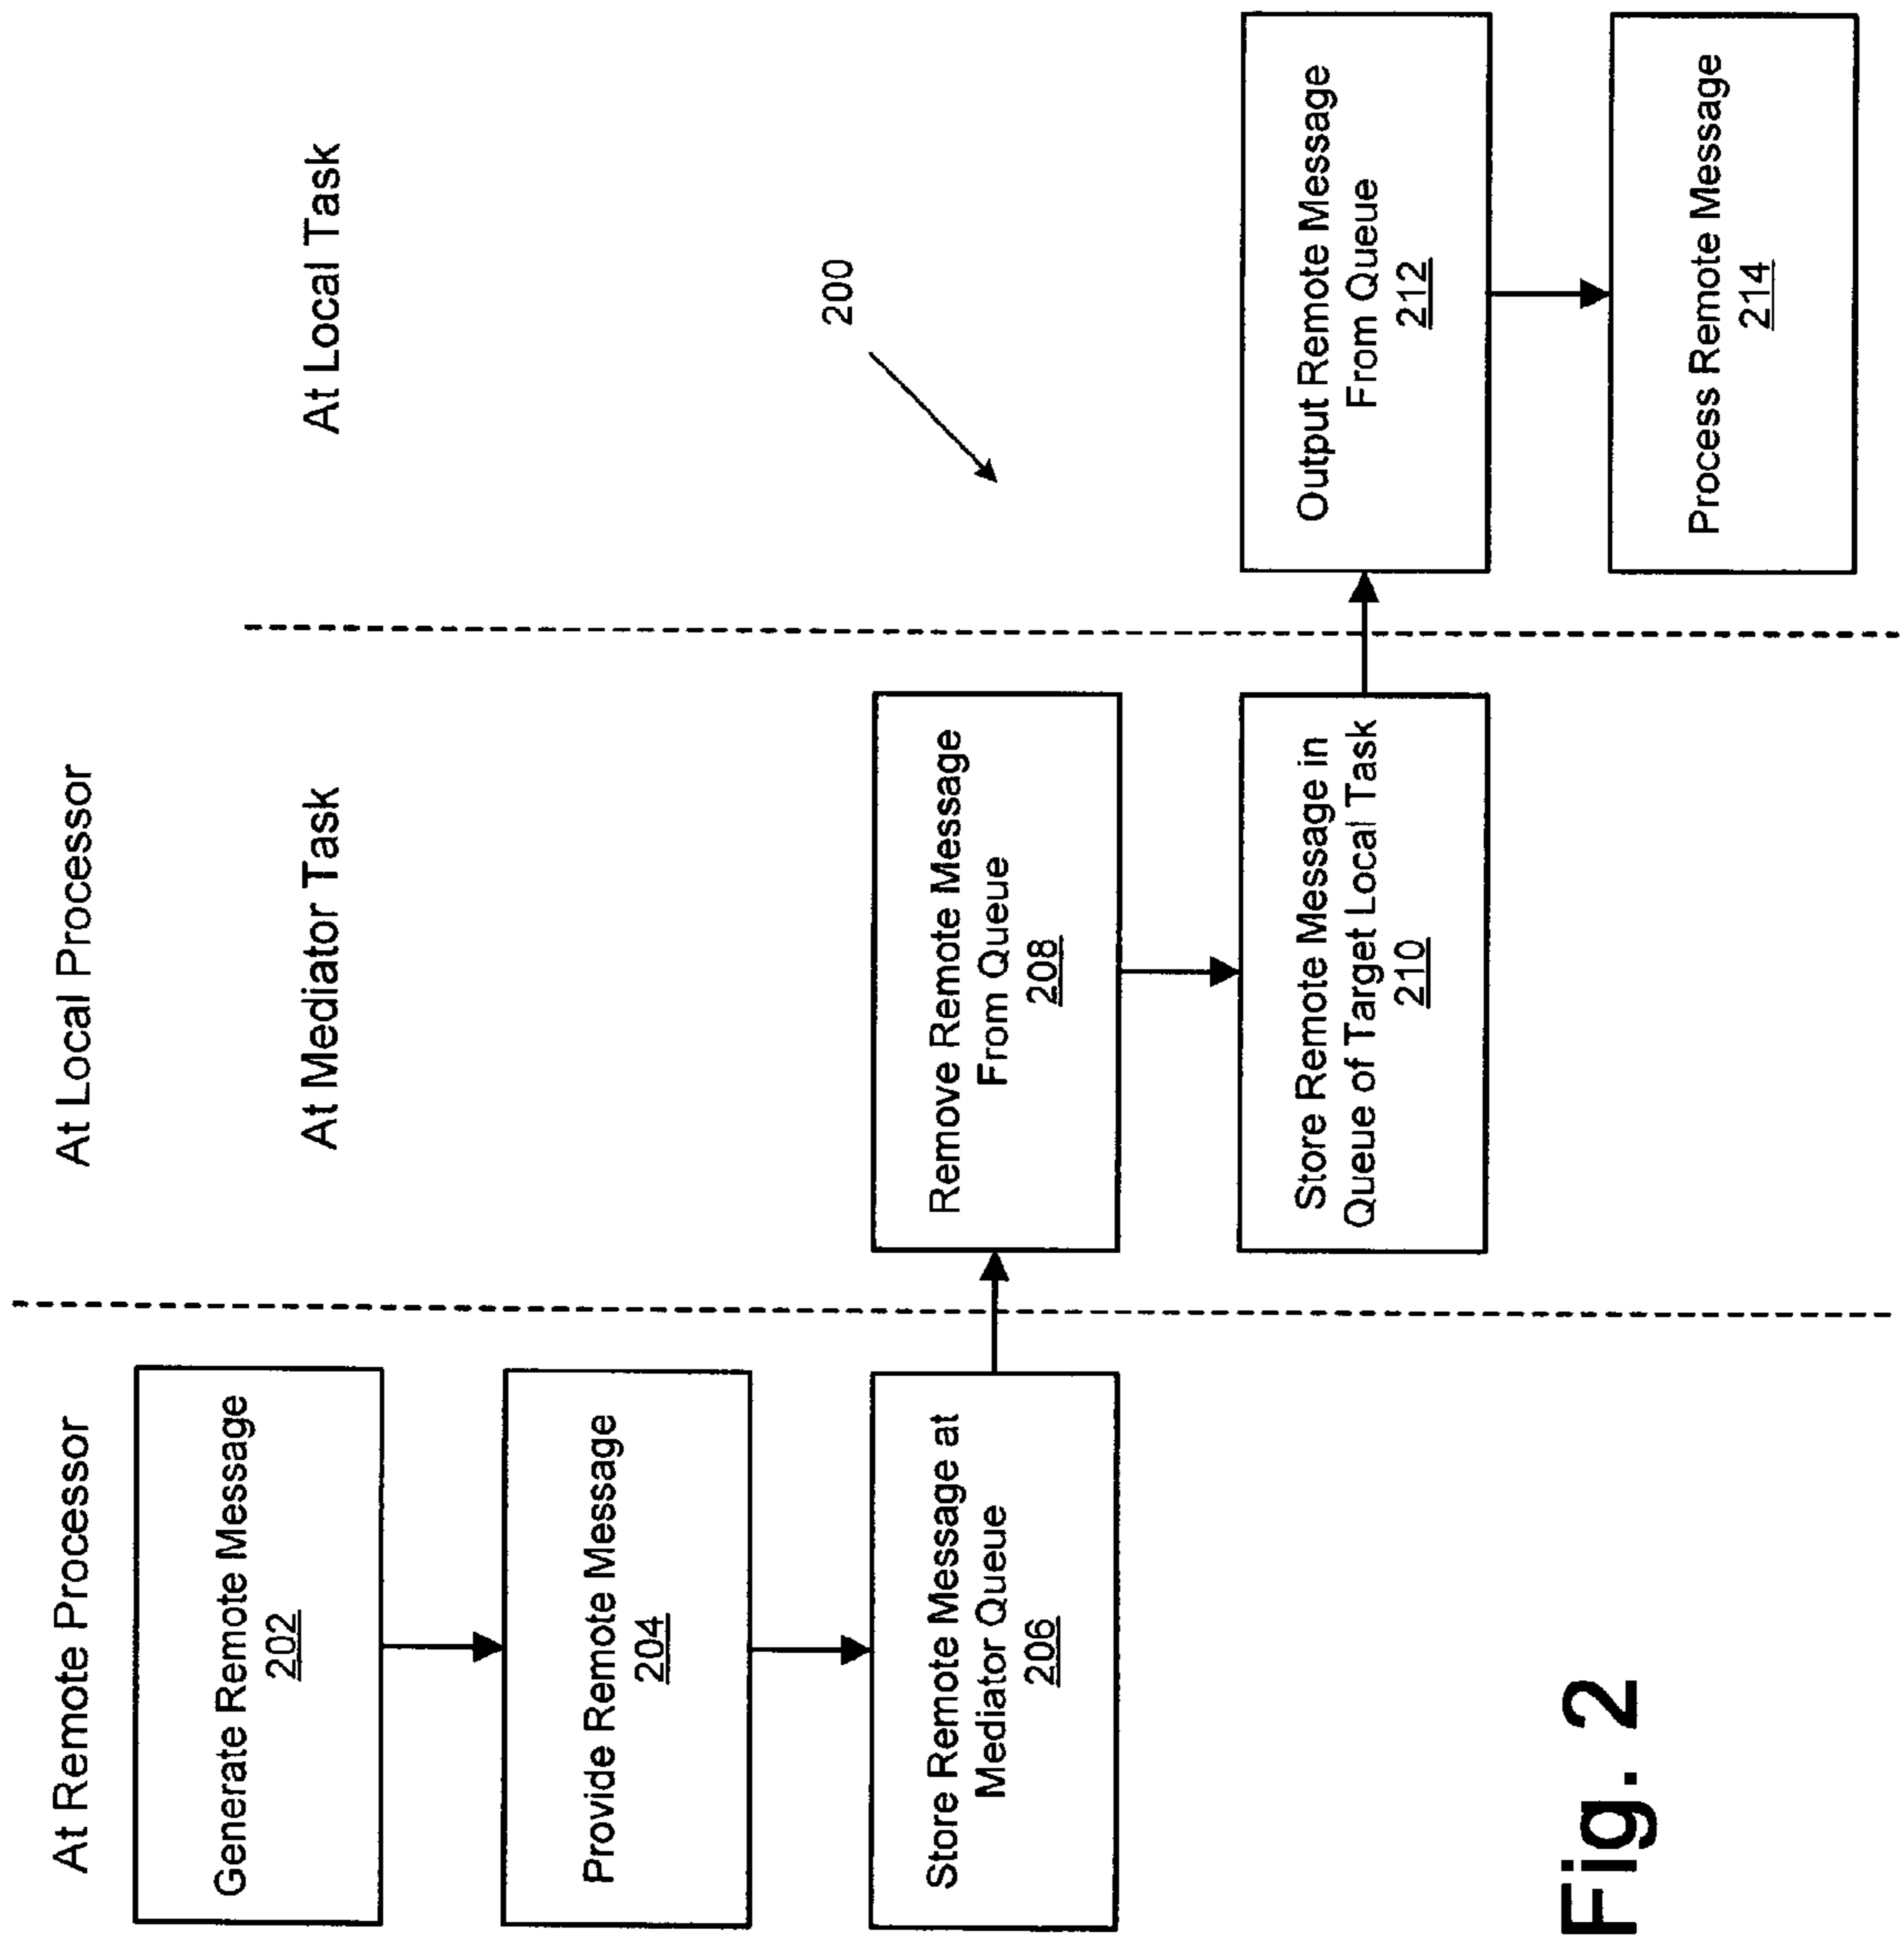 At Remote Processor
At Local Processor
At Mediator Task
At Local Task
Generate Remote Message
202
Provide Remote Message
204
Store Remote Message at
Mediator Queue
206
Remove Remote Message
From Queue
208
Store Remote Message in
Queue of Target Local Task
210
200
Output Remote Message
From Queue
212
Process Remote Message
214
Fig. 2